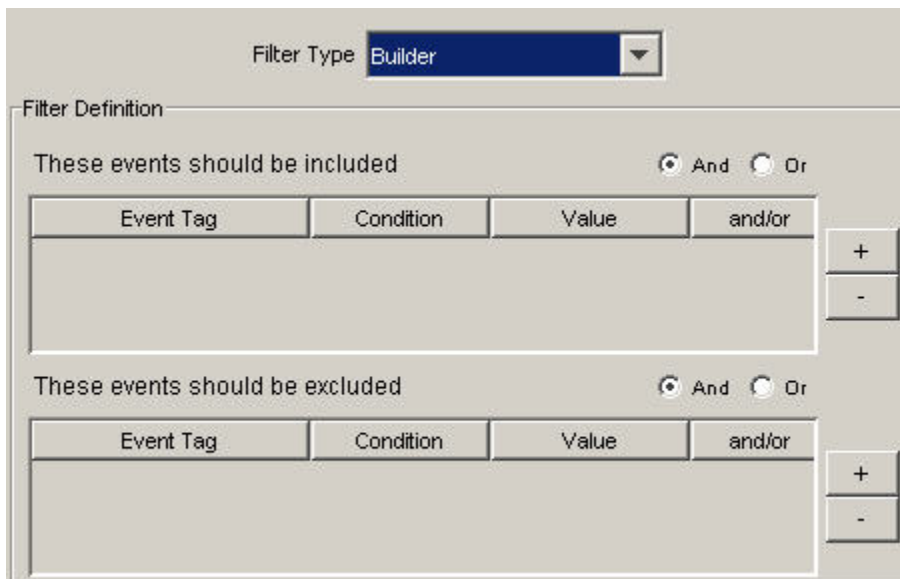 Filter Type Builder
Filter Definition
These events should be included And Or
Event Tag Condition Value and/or
+
-
These events should be excluded And Or
Event Tag Condition Value and/or
+
-